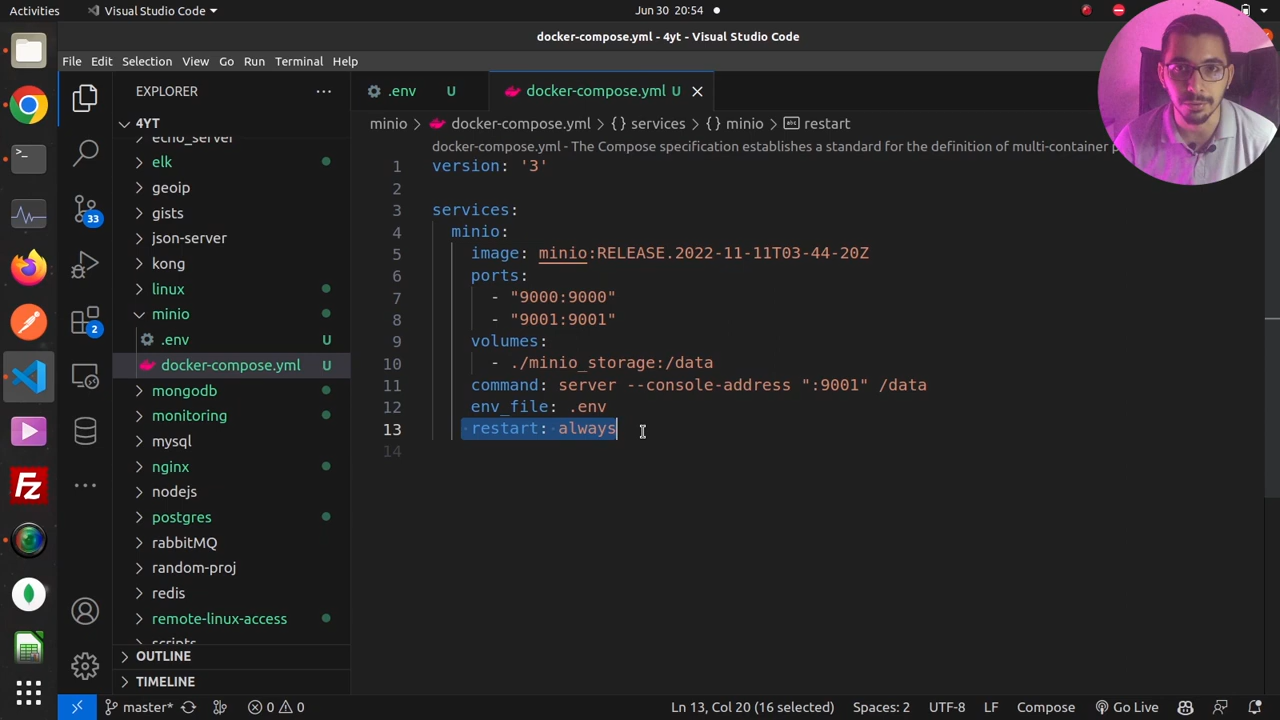 Activities
Visual Studio Code
Jun 30 20:54
docker-compose.yml - 4yt - Visual Studio Code
File Edit Selection View Go Run Terminal Help
EXPLORER
.env U
docker-compose.yml U
4YT
minio > docker-compose.yml > {} services > {} minio > abc restart
docker-compose.yml - The Compose specification establishes a standard for the definition of multi-container
echo_server
elk
geoip
gists
json-server
kong
linux
minio
.env U
docker-compose.yml U
mongodb
monitoring
mysql
nginx
nodejs
postgres
rabbitMQ
random-proj
redis
remote-linux-access
scripts
OUTLINE
TIMELINE
33
2
1 version: '3'
2
3 services:
4 minio:
5 image: minio:RELEASE.2022-11-11T03-44-20Z
6 ports:
7 - "9000:9000"
8 - "9001:9001"
9 volumes:
10 - ./minio_storage:/data
11 command: server --console-address ":9001" /data
12 env_file: .env
13 restart: always
14
master* 0 0 Ln 13, Col 20 (16 selected) Spaces: 2 UTF-8 LF Compose Go Live